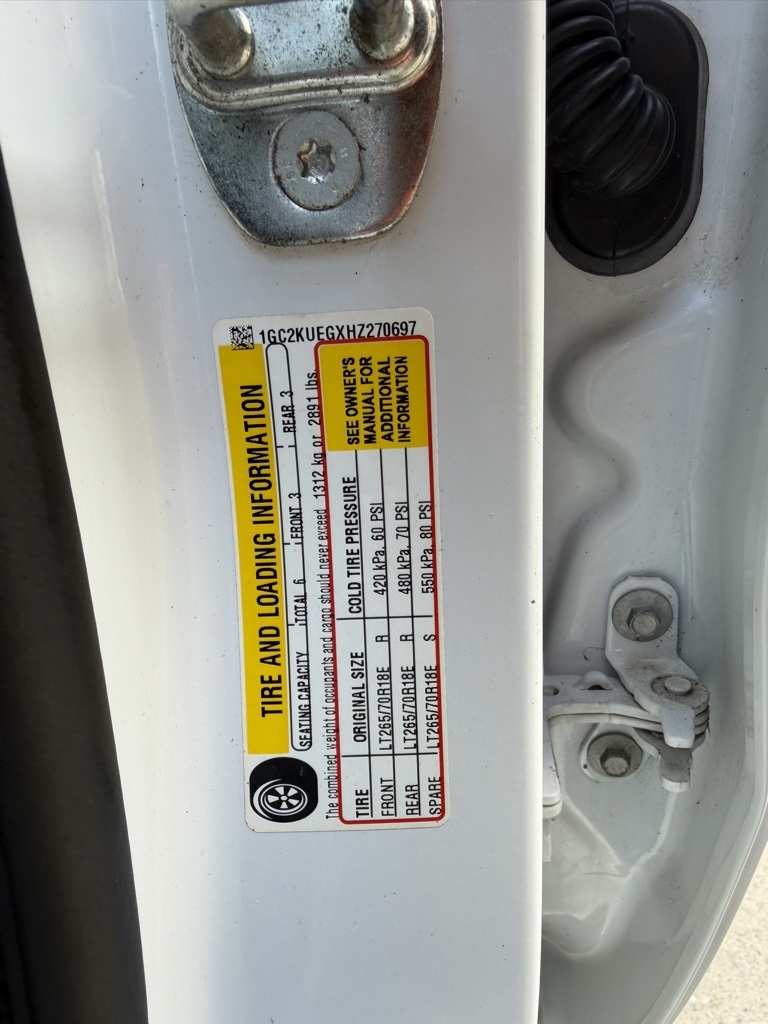 1GC2KUEGXHZ270697
TIRE AND LOADING INFORMATION
SEATING CAPACITY TOTAL 6 FRONT 3 REAR 3
The combined weight of occupants and cargo should never exceed 1312 kg or 2891 lbs.
TIRE ORIGINAL SIZE COLD TIRE PRESSURE
FRONT LT265/70R18E R 420 kPa, 60 PSI
REAR LT265/70R18E R 480 kPa, 70 PSI
SPARE LT265/70R18E S 550 kPa, 80 PSI
SEE OWNER'S
MANUAL FOR
ADDITIONAL
INFORMATION